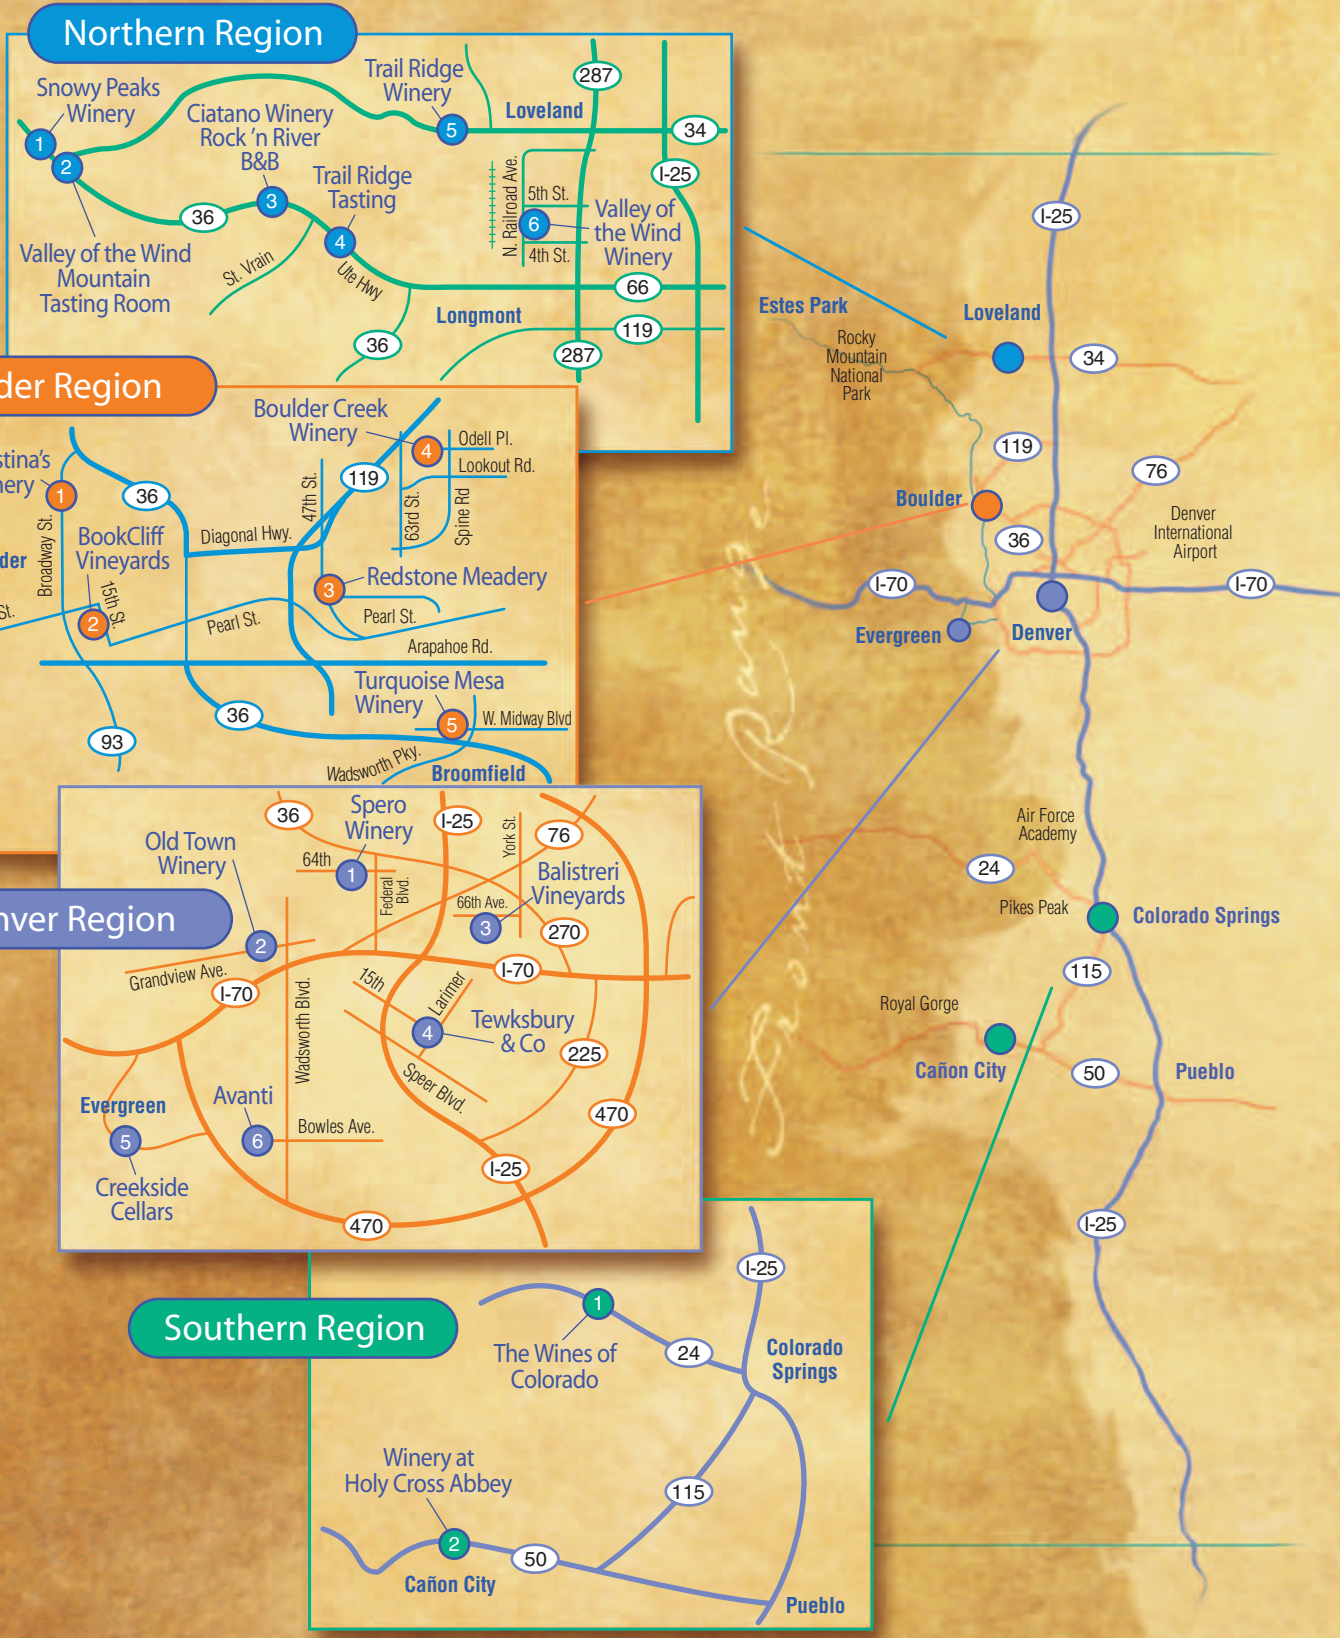 Northern Region
Snowy Peaks
Winery
Ciatano Winery
Rock 'n River
B&B
Trail Ridge
Winery
Trail Ridge
Tasting
Loveland
287
34
I-25
1
2
3
4
5
6
36
N. Railroad Ave.
5th St.
4th St.
Valley of
the Wind
Winery
Valley of the Wind
Mountain
Tasting Room
St. Vrain
Ute Hwy
66
Longmont
119
36
287
der Region
Boulder Creek
Winery
4
Odell Pl.
Lookout Rd.
stina's
nery
1
36
119
47th St.
63rd St.
Spine Rd
Broadway St.
BookCliff
Vineyards
Diagonal Hwy.
der
15th St.
2
St.
Pearl St.
3
Redstone Meadery
Pearl St.
Arapahoe Rd.
Turquoise Mesa
Winery
5
W. Midway Blvd
36
93
Wadsworth Pky.
Broomfield
36
Spero
Winery
I-25
York St.
76
Old Town
Winery
64th
1
Federal
Blvd.
Balistreri
Vineyards
66th Ave.
3
270
nver Region
2
Grandview Ave.
I-70
I-70
Wadsworth Blvd.
15th
Larimer
4
Tewksbury
& Co
225
Speer Blvd.
Evergreen
Avanti
5
6
Bowles Ave.
470
I-25
Creekside
Cellars
470
Southern Region
I-25
1
The Wines of
Colorado
24
Colorado
Springs
Winery at
Holy Cross Abbey
115
2
50
Cañon City
Pueblo
I-25
Estes Park
Loveland
Rocky
Mountain
National
Park
34
119
76
Boulder
36
Denver
International
Airport
I-70
I-70
Evergreen
Denver
Front Range
Air Force
Academy
24
Pikes Peak
Colorado Springs
115
Royal Gorge
Cañon City
50
Pueblo
I-25